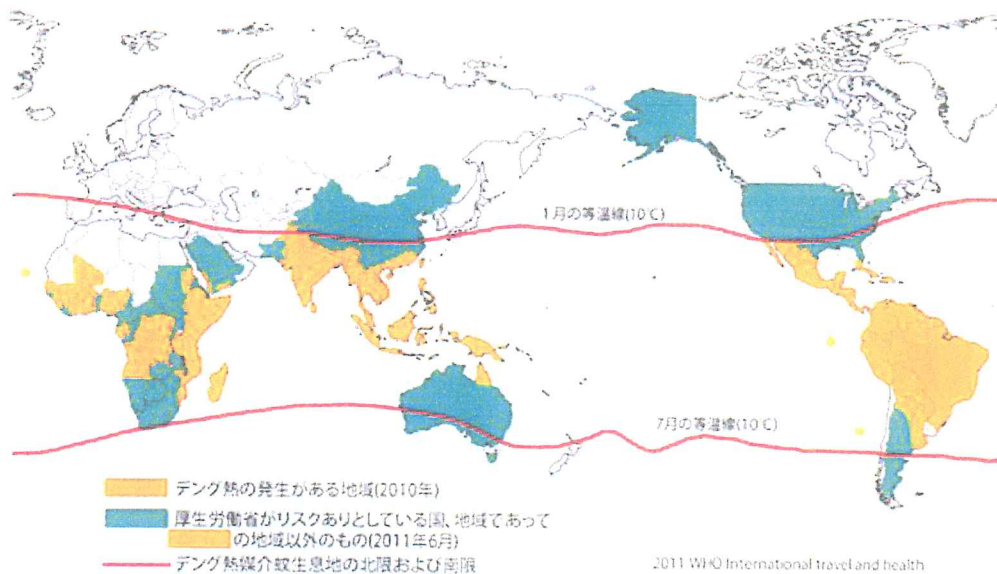 1月の等温線(10℃)
7月の等温線(10℃)
デング熱の発生がある地域(2010年)
厚生労働省がリスクありとしている国、地域であって
の地域以外のもの(2011年6月)
デング熱媒介蚊生息地の北限および南限
2011 WHO International travel and health